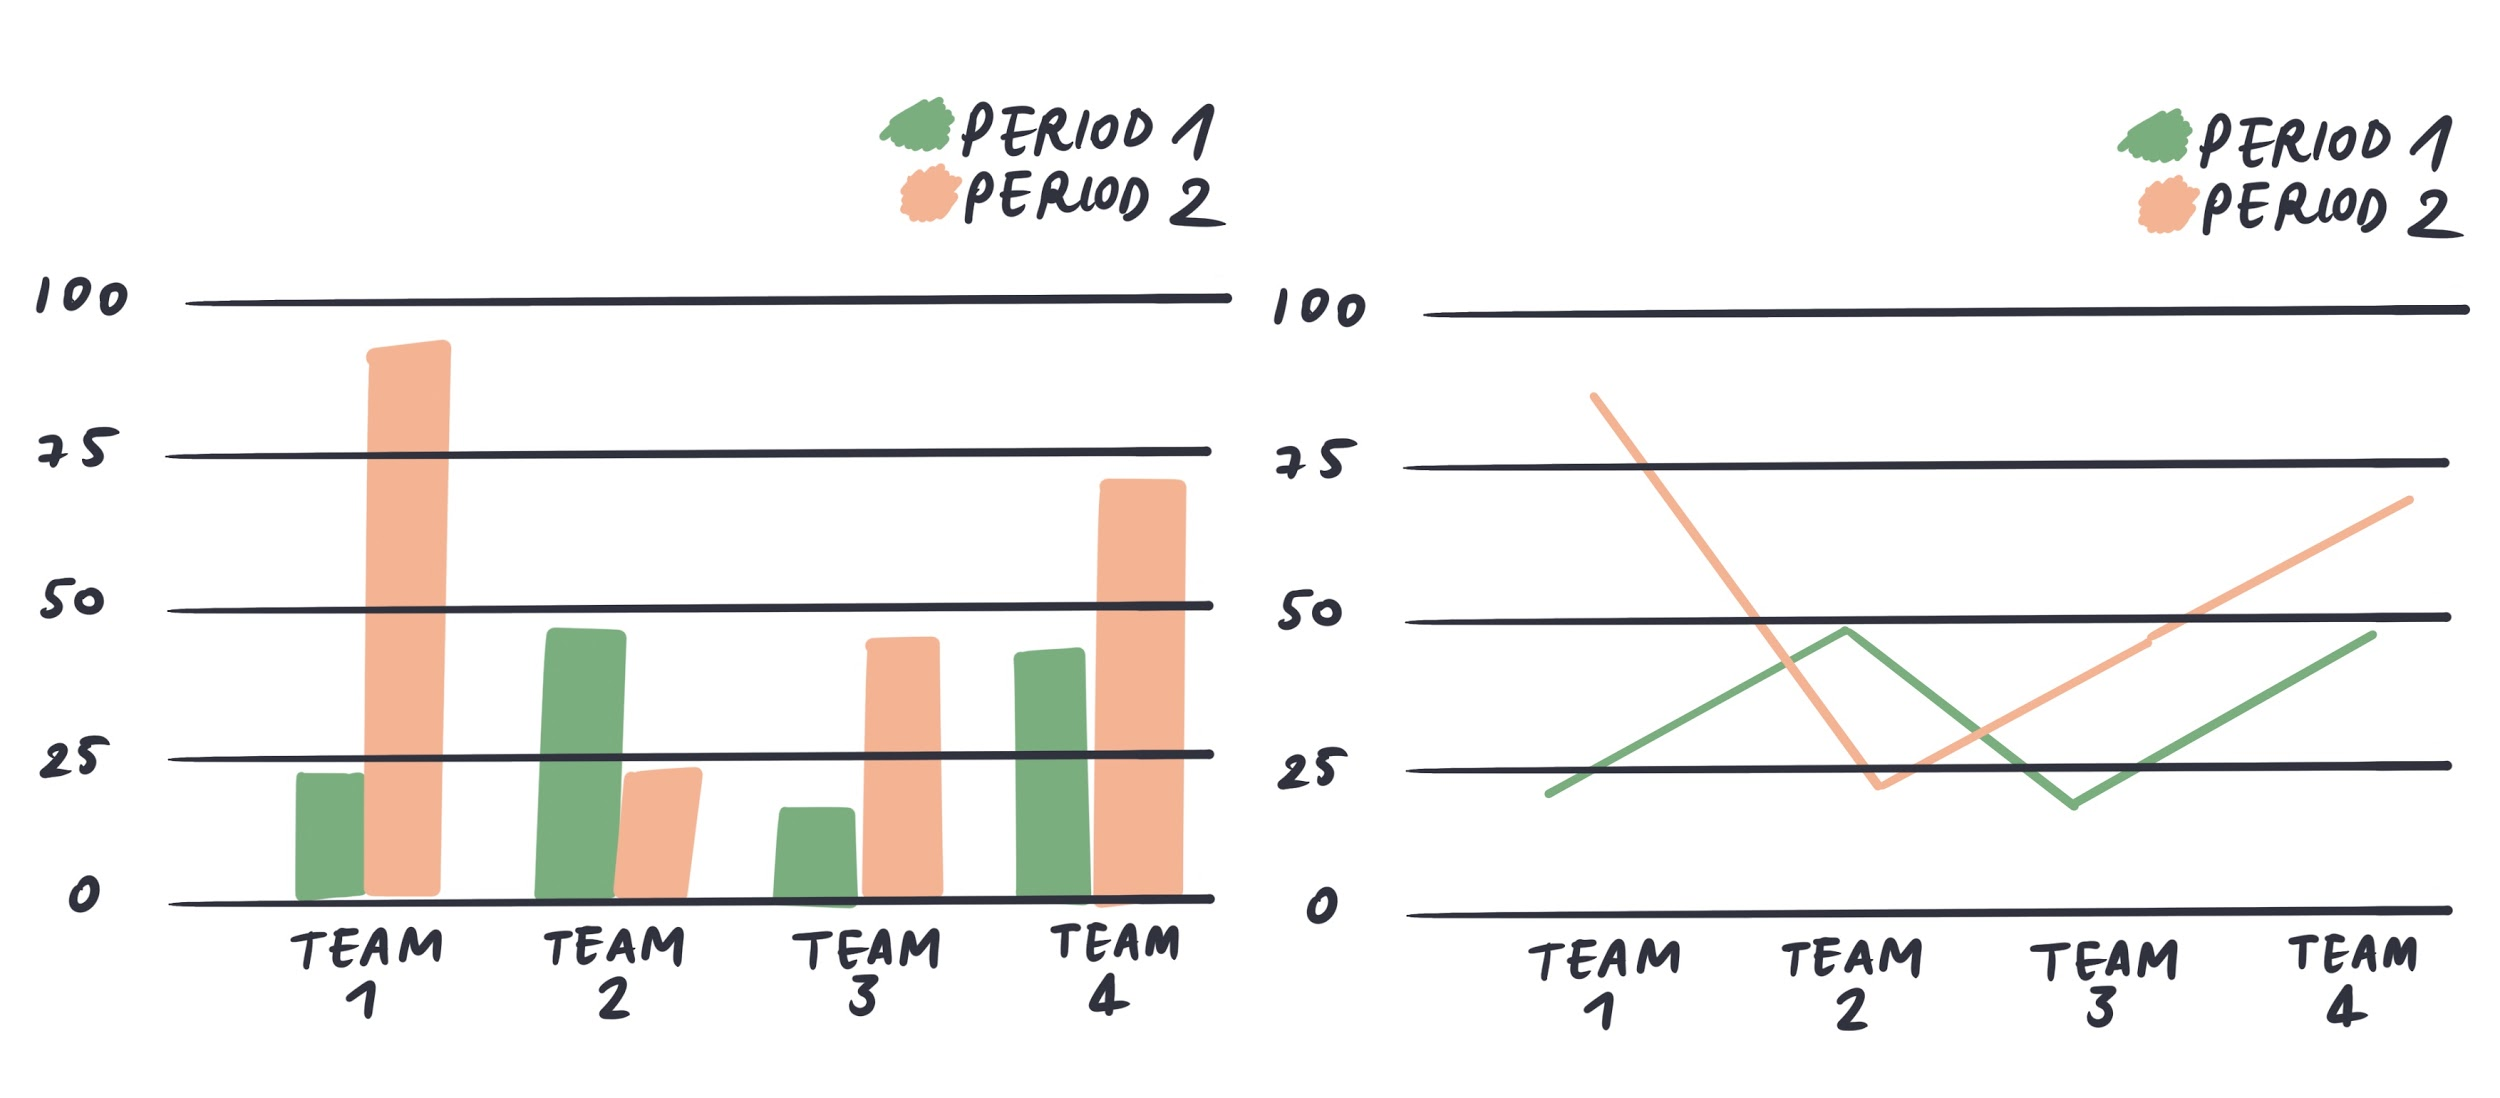 PERIOD 1
PERIOD 2
100
75
50
25
0
TEAM 1
TEAM 2
TEAM 3
TEAM 4
PERIOD 1
PERIOD 2
100
75
50
25
0
TEAM 1
TEAM 2
TEAM 3
TEAM 4